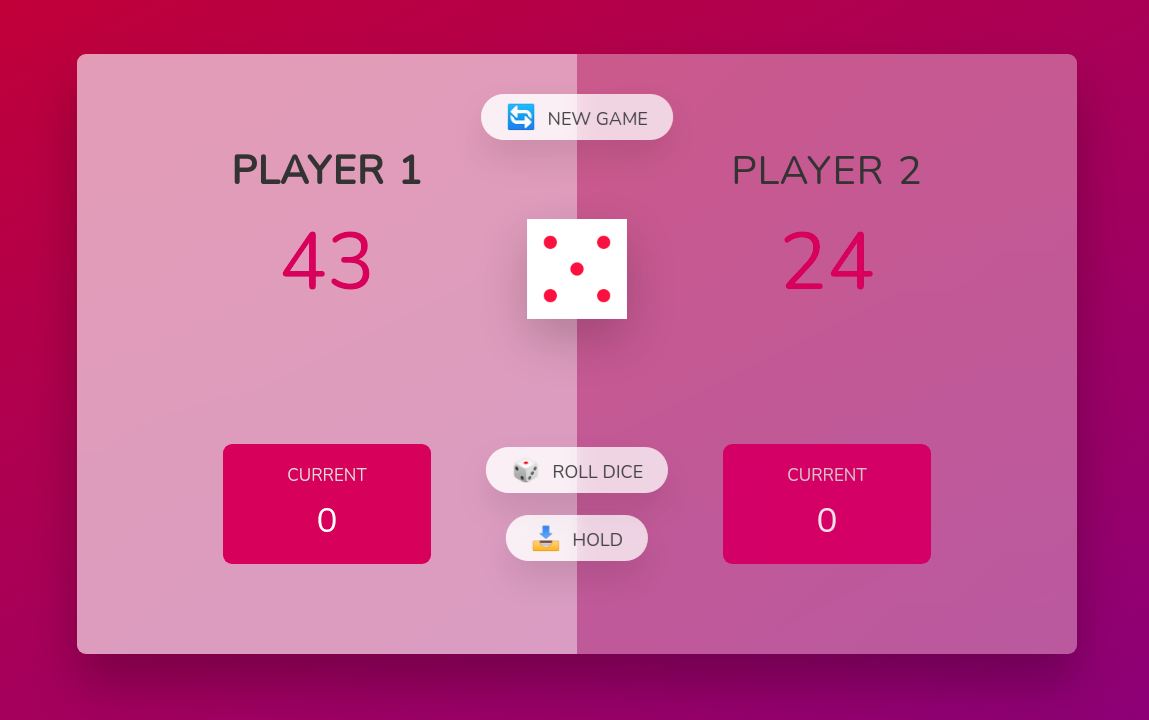 NEW GAME
PLAYER 1
43
CURRENT
0
PLAYER 2
24
CURRENT
0
ROLL DICE
HOLD